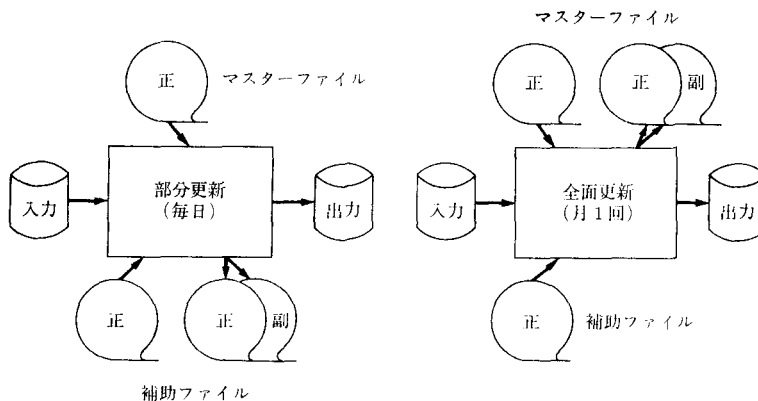 マスターファイル
正
マスターファイル
正
正
副
入力
部分更新
(毎日)
出力
入力
全面更新
(月1回)
出力
正
正
副
正
補助ファイル
補助ファイル